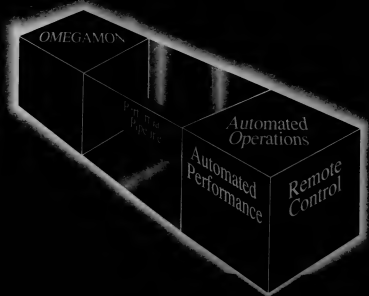 OMEGAMON
Automated
Operations
Automated
Performance
Remote
Control